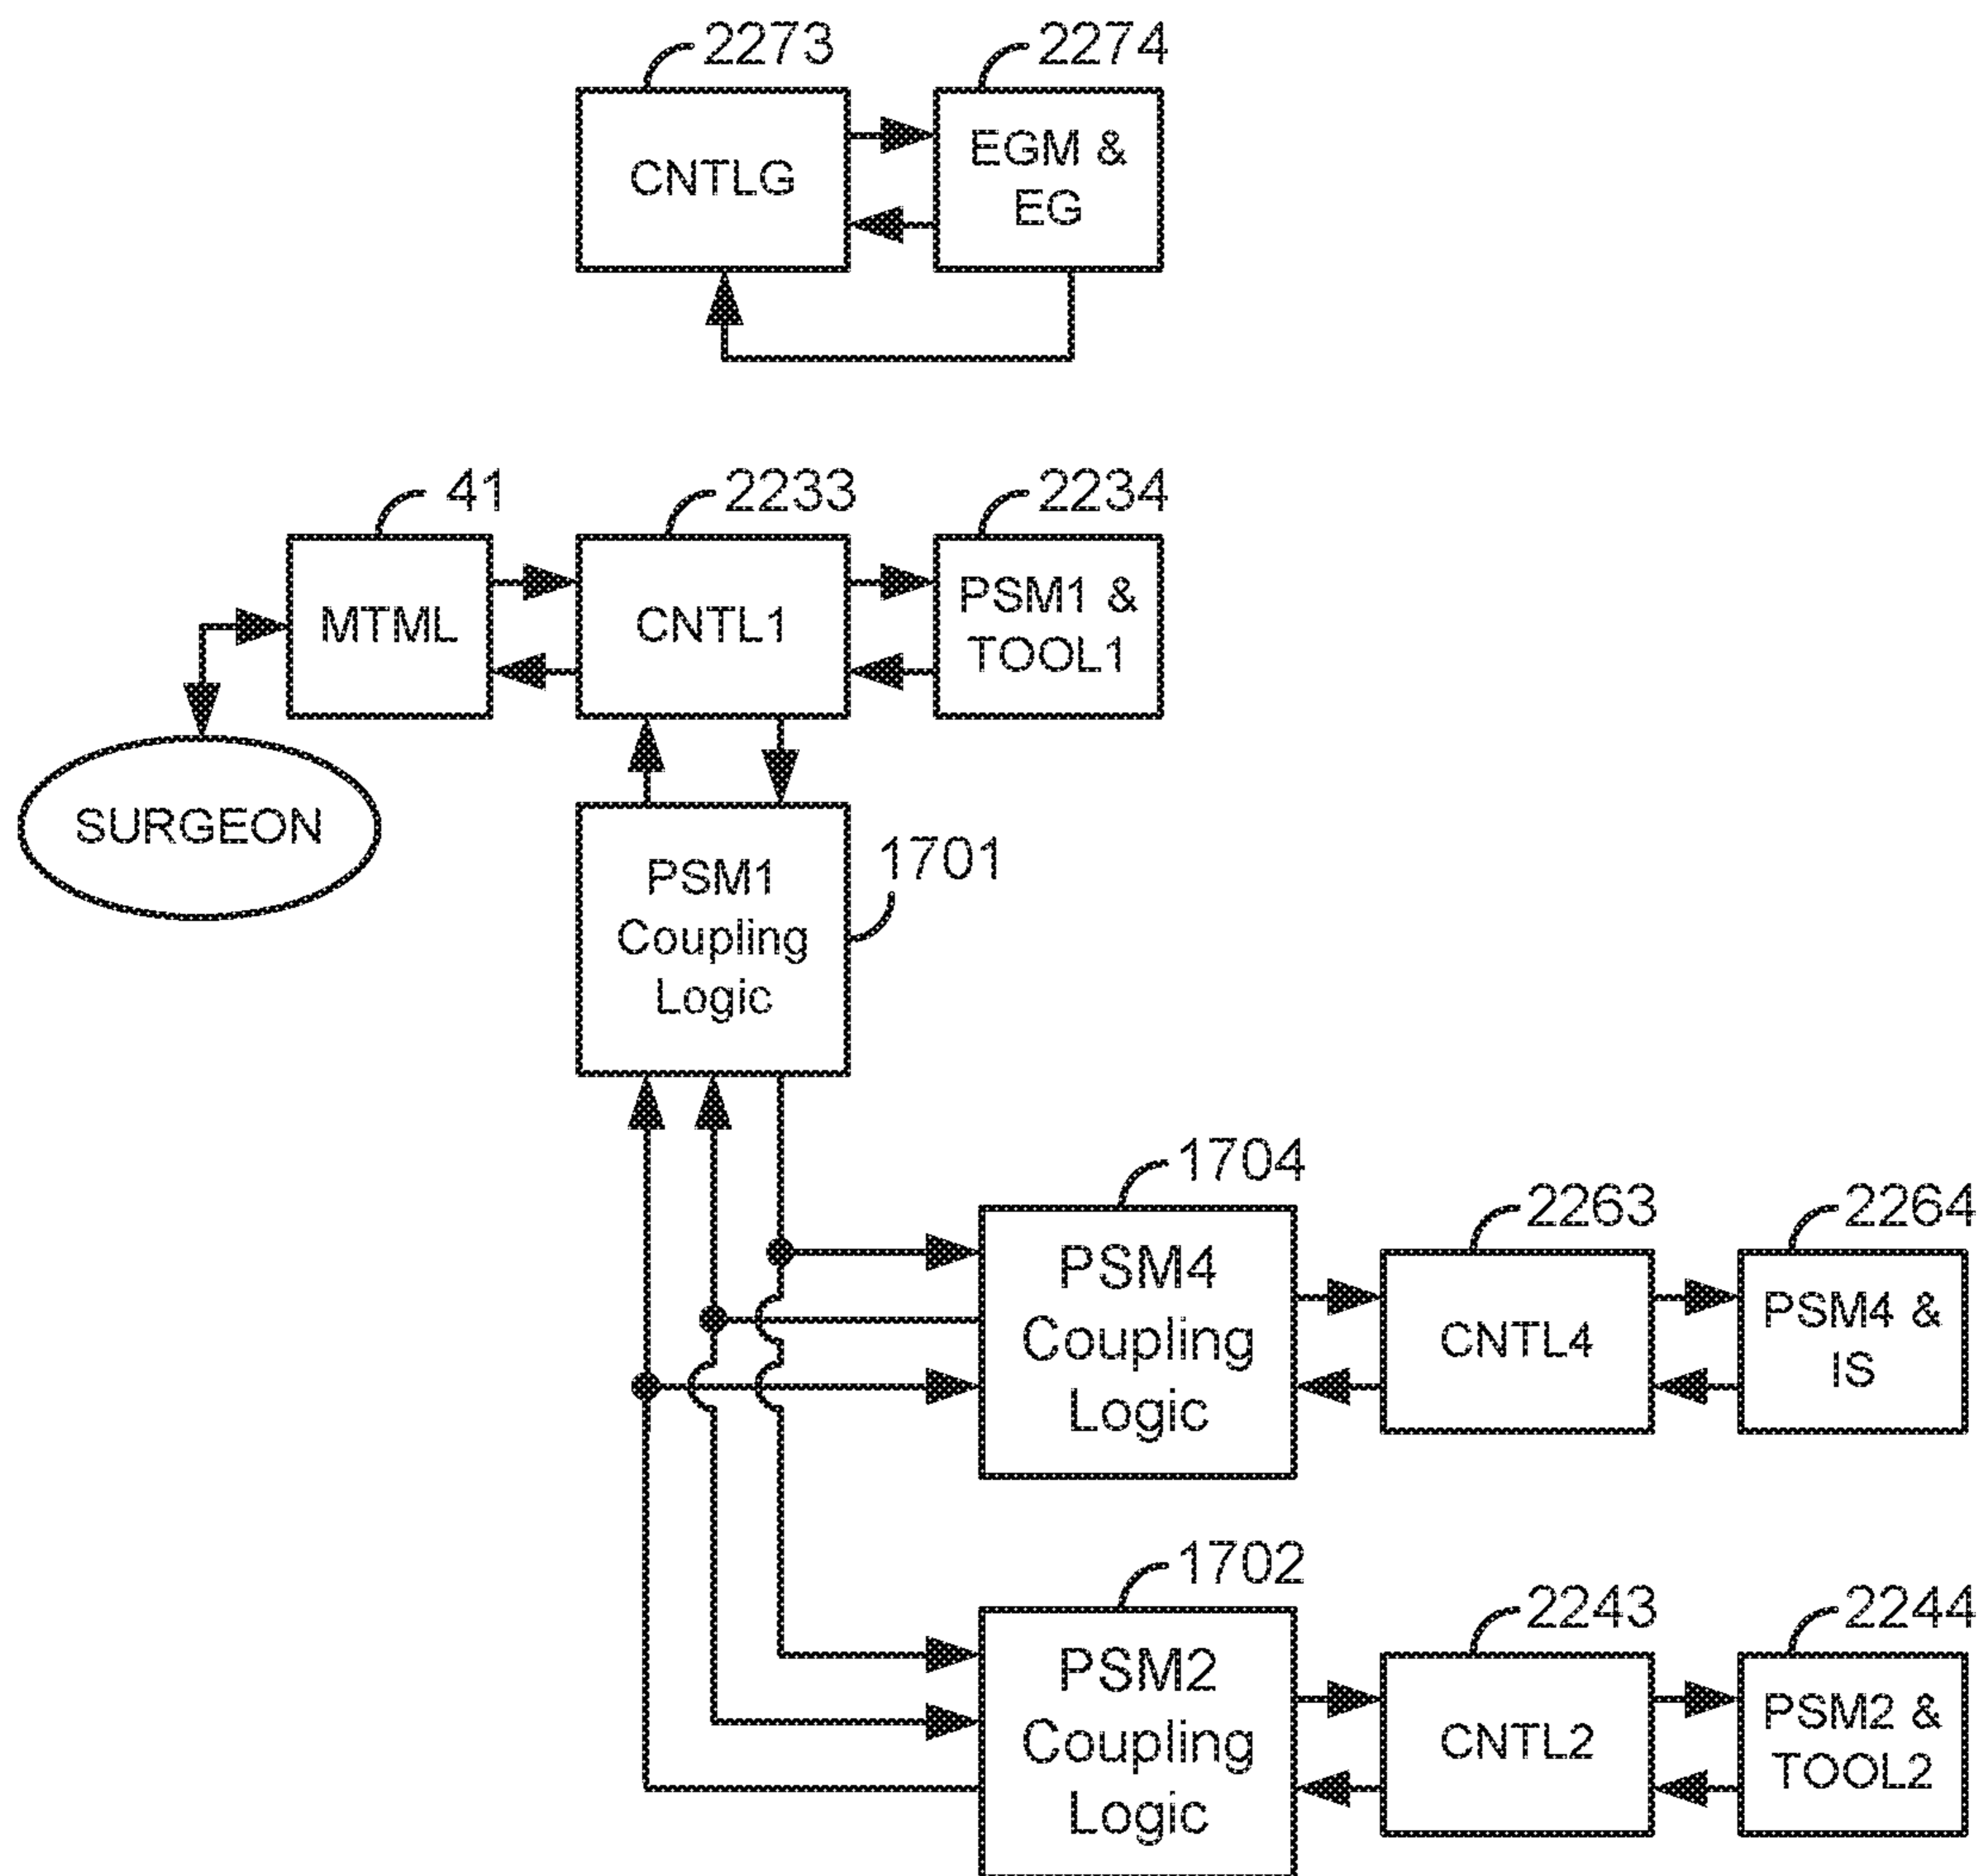 2273
2274
CNTLG
EGM &
EG
41
2233
2234
MTML
CNTL1
PSM1 &
TOOL1
SURGEON
PSM1
Coupling
Logic
1701
1704
2263
2264
PSM4
Coupling
Logic
CNTL4
PSM4 &
IS
1702
2243
2244
PSM2
Coupling
Logic
CNTL2
PSM2 &
TOOL2